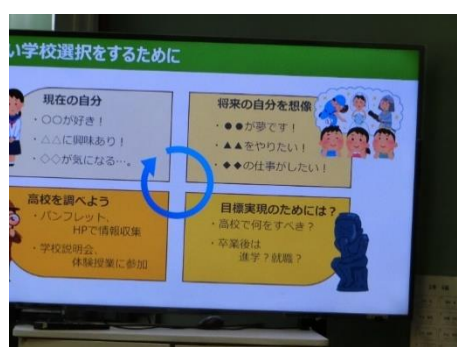 い学校選択をするために
現在の自分
・○○が好き！
・△△に興味あり！
・◇◇が気になる…。
将来の自分を想像
・●●が夢です！
・▲▲をやりたい！
・◆◆の仕事がしたい！
高校を調べよう
・パンフレット、
HPで情報収集
・学校説明会、
体験授業に参加
目標実現のためには？
・高校で何をすべき？
・卒業後は
進学？就職？